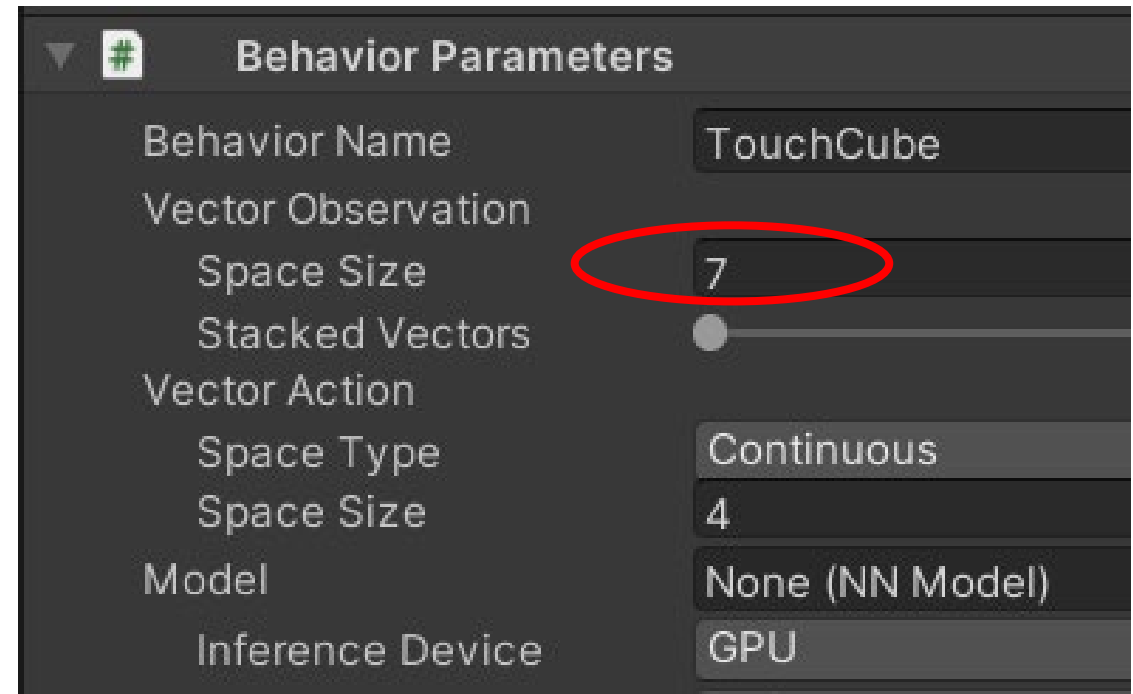 # Behavior Parameters
Behavior Name TouchCube
Vector Observation
Space Size 7
Stacked Vectors
Vector Action
Space Type Continuous
Space Size 4
Model None (NN Model)
Inference Device GPU